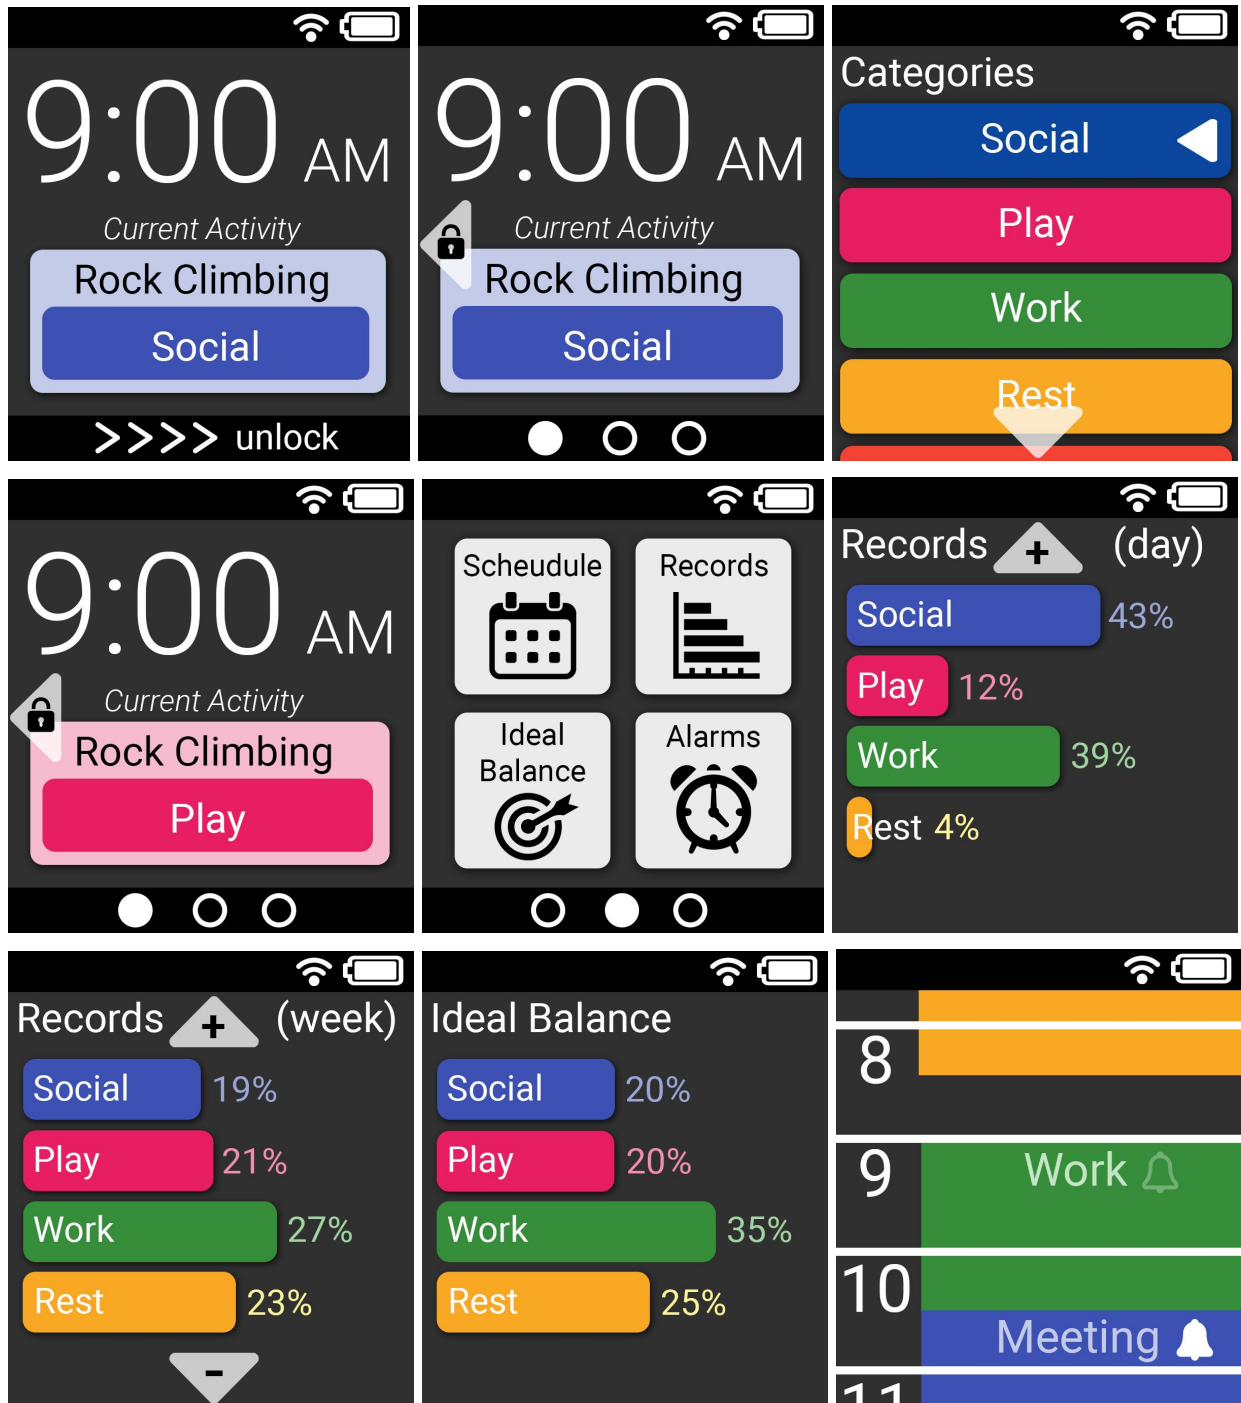 9:00 AM
Current Activity
Rock Climbing
Social
>>>> unlock
9:00 AM
Current Activity
Rock Climbing
Social
Categories
Social
Play
Work
Rest
9:00 AM
Current Activity
Rock Climbing
Play
Scheudule
Records
Ideal
Balance
Alarms
Records + (day)
Social 43%
Play 12%
Work 39%
Rest 4%
Records + (week)
Social 19%
Play 21%
Work 27%
Rest 23%
-
Ideal Balance
Social 20%
Play 20%
Work 35%
Rest 25%
8
9 Work
10
Meeting
11